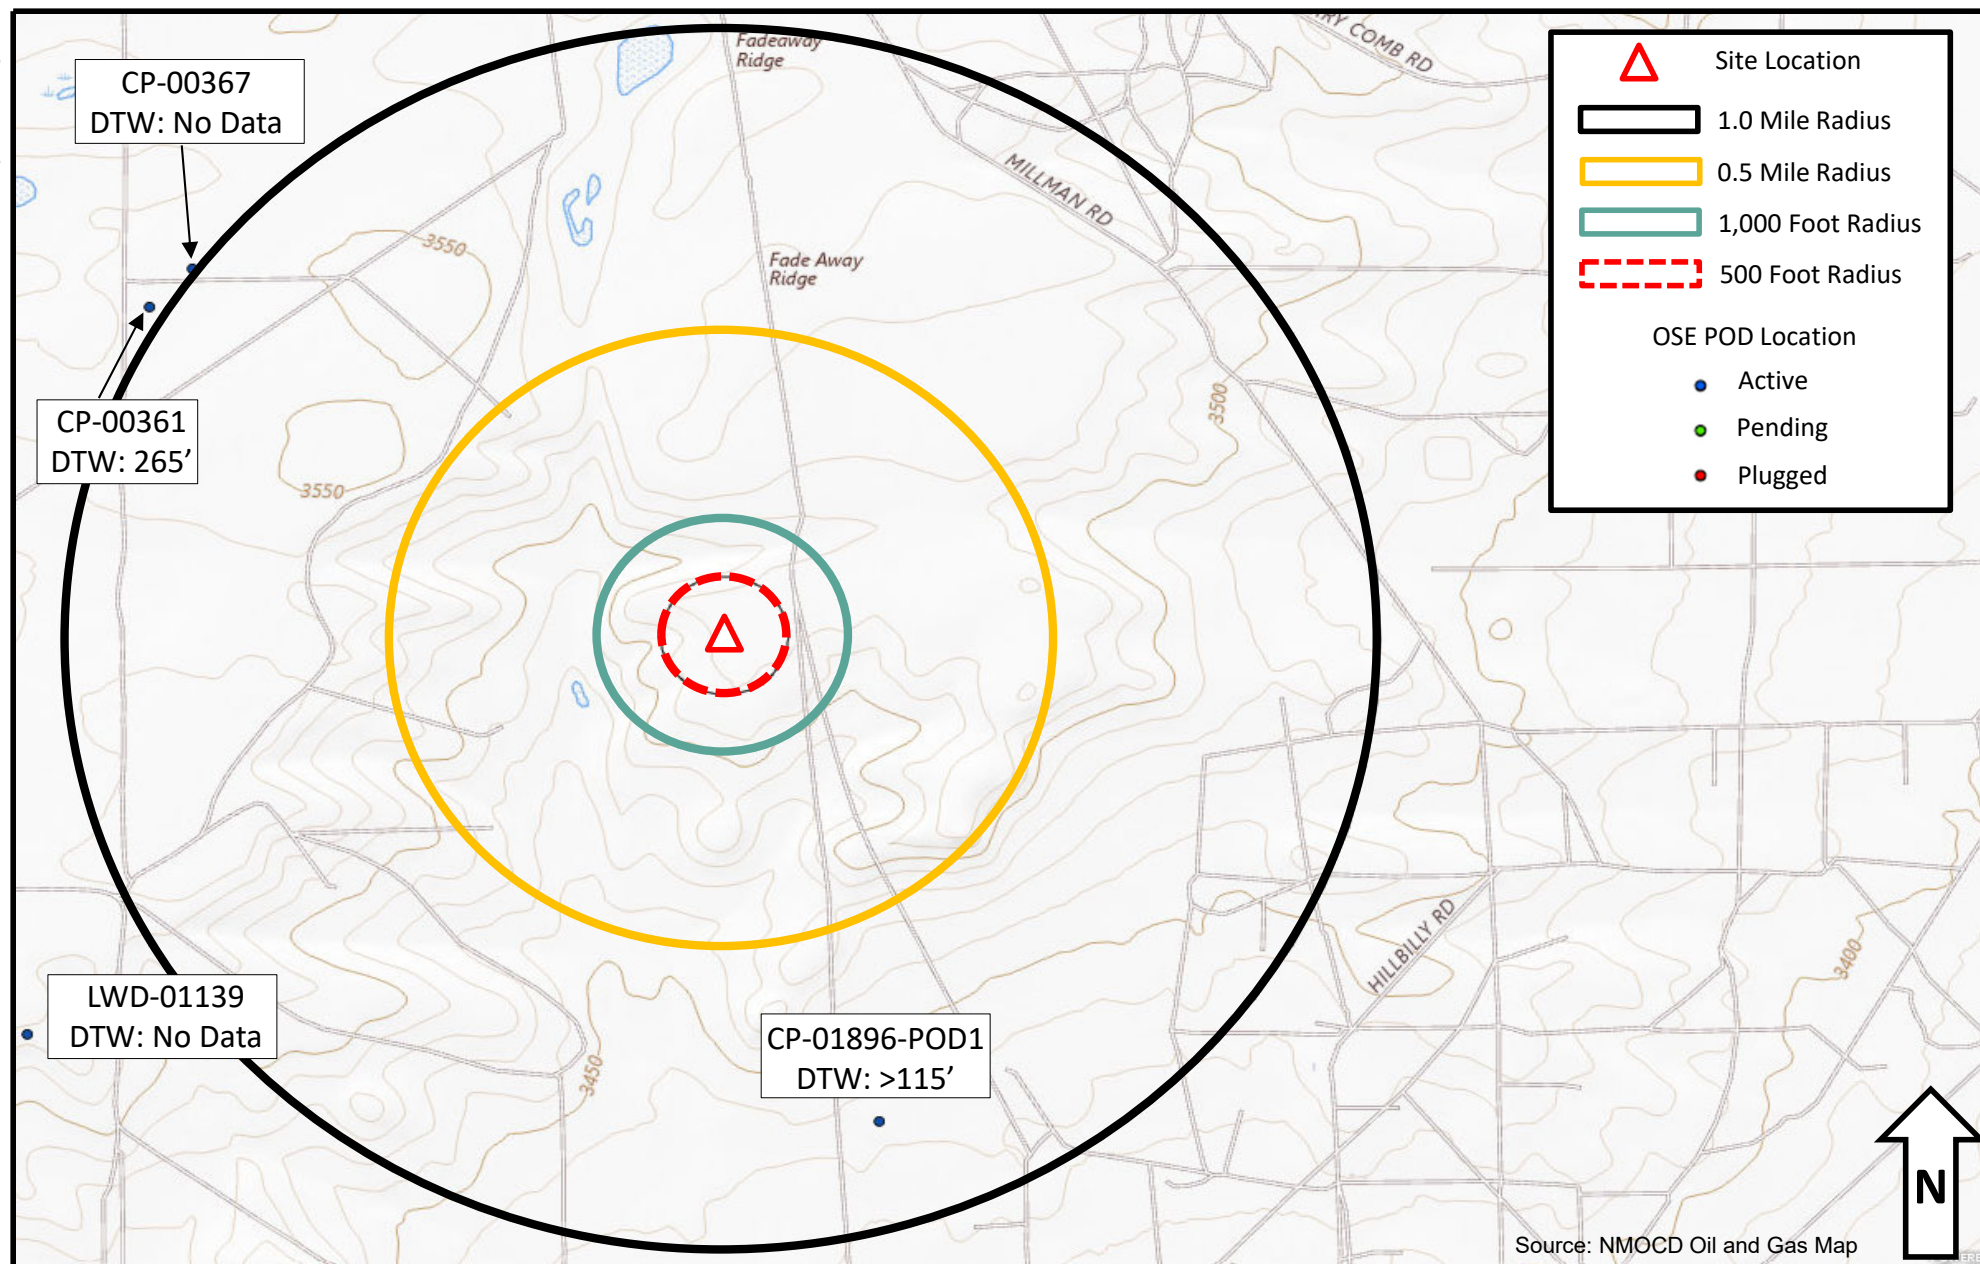 Fadeaway
Ridge
RY COMB RD
CP-00367
DTW: No Data
MILLMAN RD
3550
Fade Away
Ridge
CP-00361
DTW: 265’
3500
3550
Site Location
1.0 Mile Radius
0.5 Mile Radius
1,000 Foot Radius
500 Foot Radius
OSE POD Location
Active
Pending
Plugged
HILLBILLY RD
3400
LWD-01139
DTW: No Data
CP-01896-POD1
DTW: >115’
3450
N
Source: NMOCD Oil and Gas Map